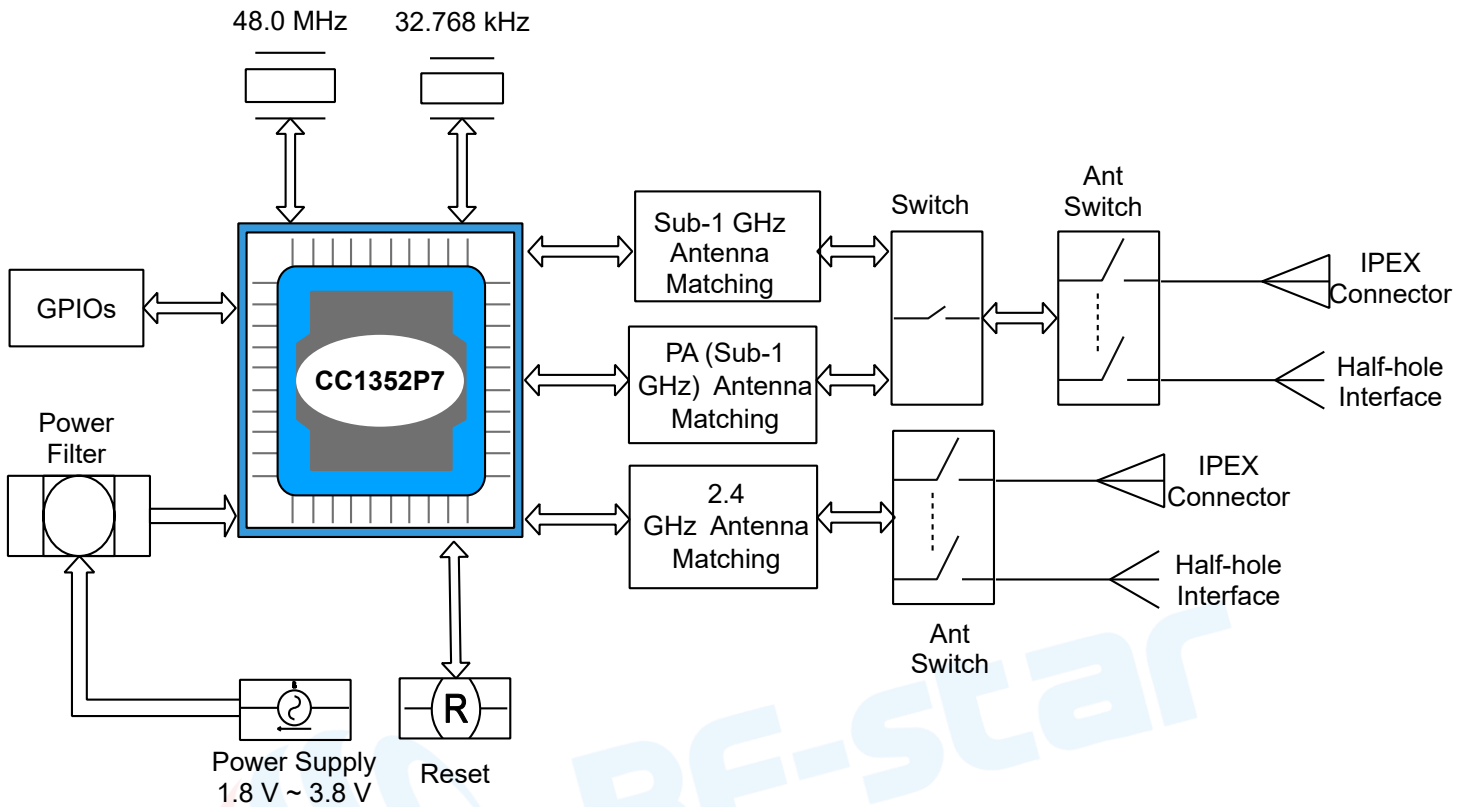 48.0 MHz
32.768 kHz
Ant
Switch
Switch
Sub-1 GHz
Antenna
Matching
IPEX
Connector
GPIOs
CC1352P7
PA (Sub-1
GHz) Antenna
Matching
Half-hole
Interface
Power
Filter
2.4
GHz Antenna
Matching
IPEX
Connector
Half-hole
Interface
Ant
Switch
R
Power Supply
1.8 V ~ 3.8 V
Reset
RF-star